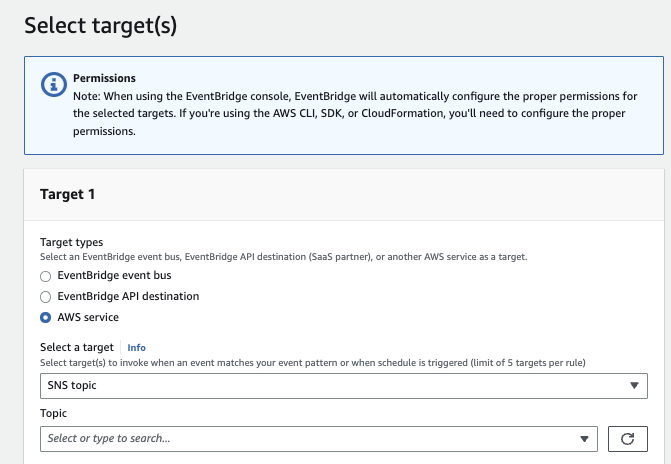 Select target(s)
Permissions
Note: When using the EventBridge console, EventBridge will automatically configure the proper permissions for
the selected targets. If you're using the AWS CLI, SDK, or CloudFormation, you'll need to configure the proper
permissions.
Target 1
Target types
Select an EventBridge event bus, EventBridge API destination (SaaS partner), or another AWS service as a target.
EventBridge event bus
EventBridge API destination
AWS service
Select a target Info
Select target(s) to invoke when an event matches your event pattern or when schedule is triggered (limit of 5 targets per rule)
SNS topic
Topic
Select or type to search...